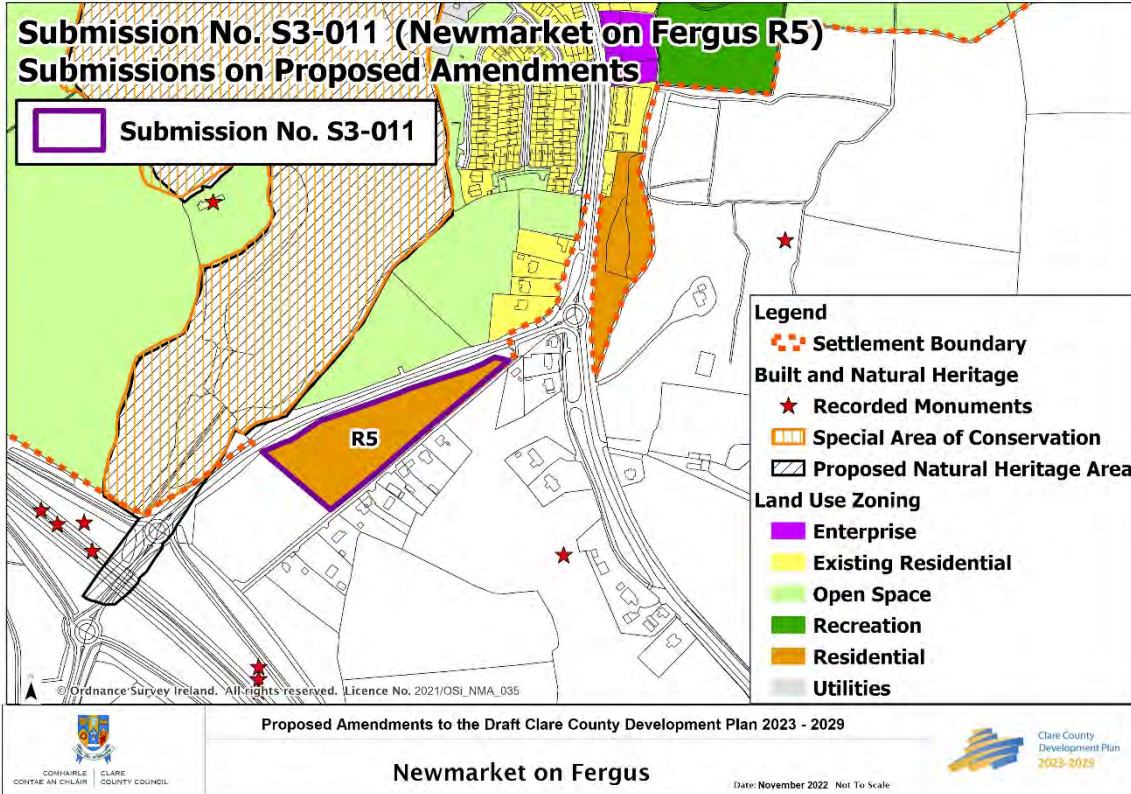 Submission No. S3-011 (Newmarket on Fergus R5)
Submissions on Proposed Amendments
Submission No. S3-011
R5
Legend
Settlement Boundary
Built and Natural Heritage
Recorded Monuments
Special Area of Conservation
Proposed Natural Heritage Area
Land Use Zoning
Enterprise
Existing Residential
Open Space
Recreation
Residential
Utilities
© Ordnance Survey Ireland. All rights reserved. Licence No. 2021/OSi_NMA_035
COMHAIRLE
CONTAE AN CHLÁIR
CLARE
COUNTY COUNCIL
Proposed Amendments to the Draft Clare County Development Plan 2023 - 2029
Newmarket on Fergus
Date: November 2022 Not To Scale
Clare County
Development Plan
2023-2029